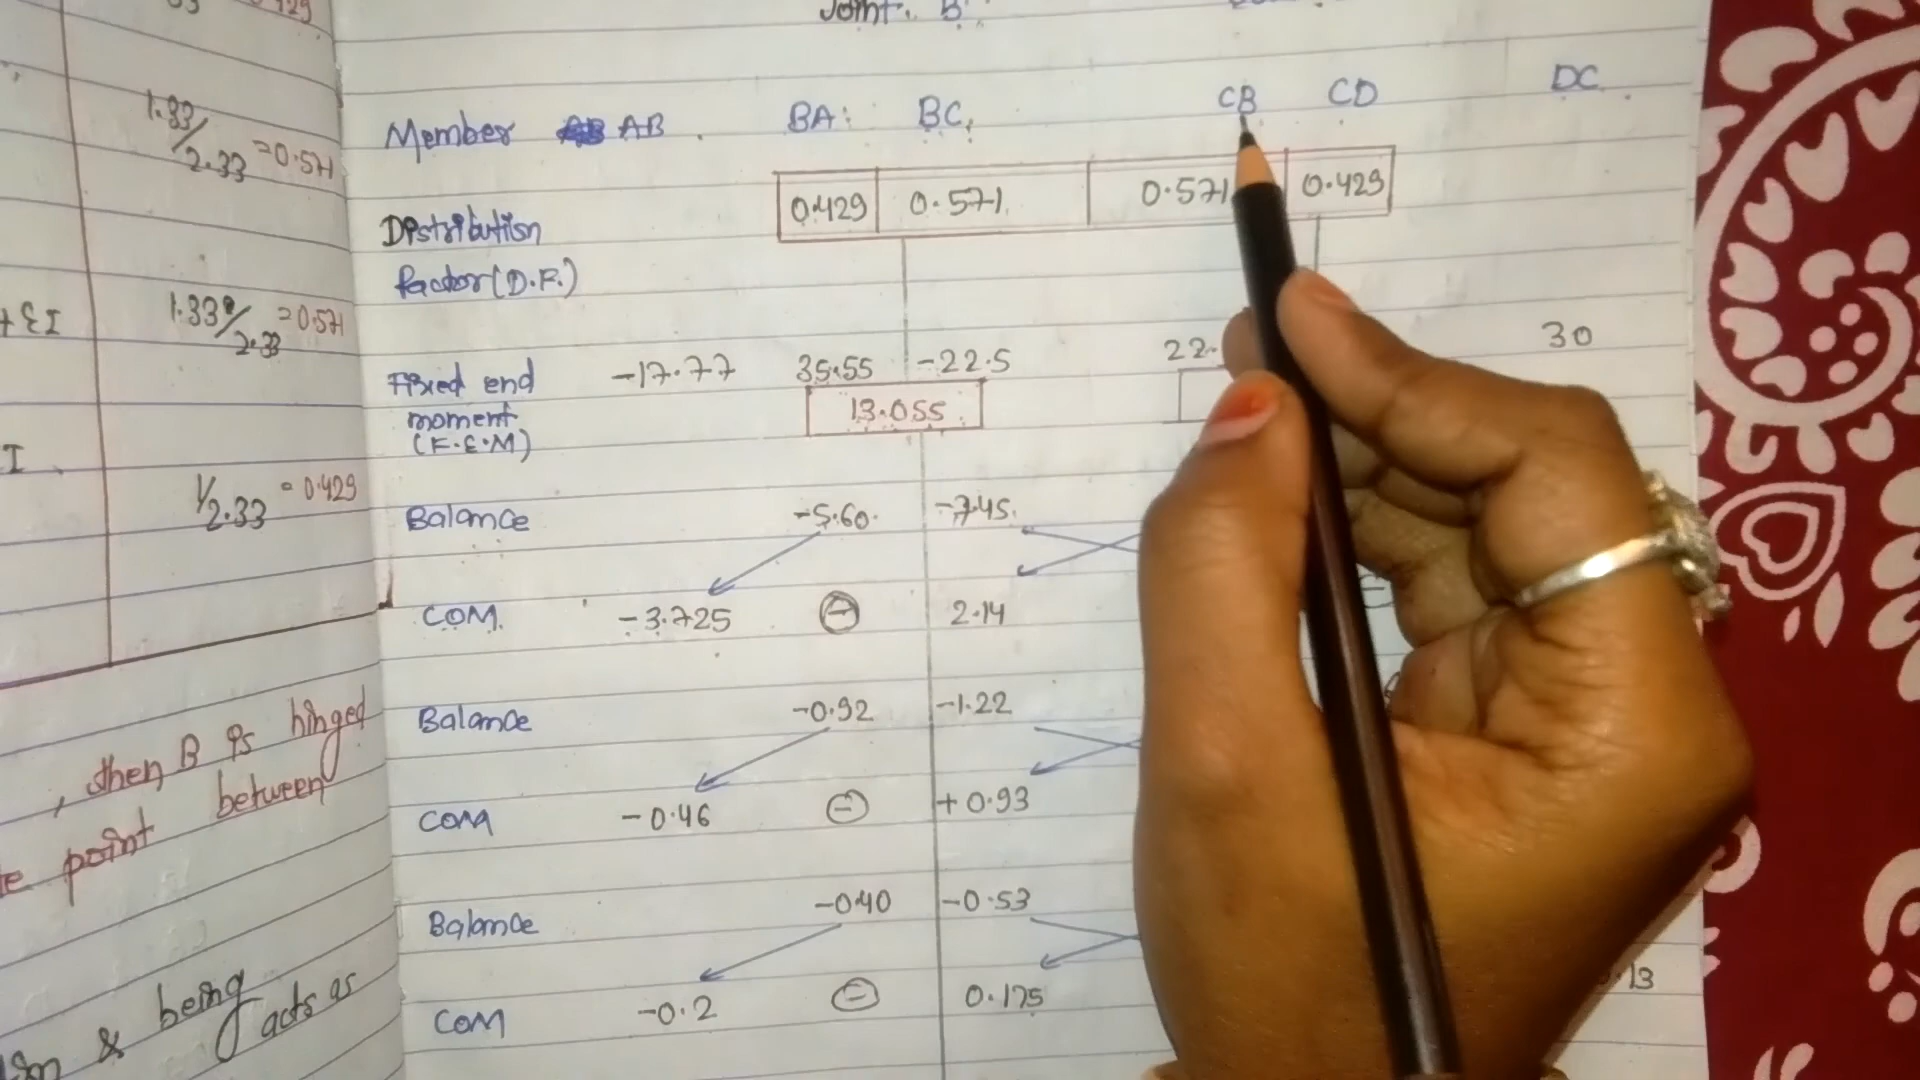 Joint. B
Member AB. BA: BC, CB CD DC.
Distribution
factor (D.F.)
0.429 0.571 0.571 0.429
Fixed end
moment
(F.E.M)
-17.77 35.55 -22.5 22. 30
13.055
Balance -5.60. -7.45.
COM. -3.725 - 2.14
Balance -0.92 -1.22
COM -0.46 - +0.93
Balance -0.40 -0.53
COM -0.2 - 0.175 .13
1.33/2.33 =0.571
1.33/2.33 =0.571
+EI
I
1/2.33 = 0.429
, then B is hinged
point between
& being
acts as